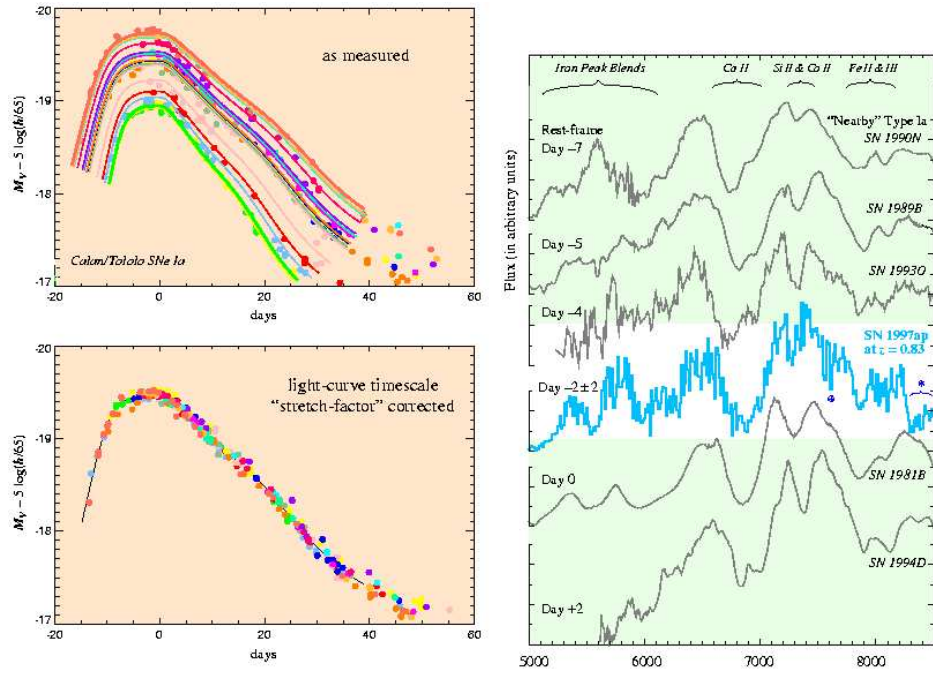 -20
-19
-18
-17
M_V – 5 log(h/65)
as measured
Calan/Tololo SNe Ia
-20 0 20 40 60
days
-20
-19
-18
-17
M_V – 5 log(h/65)
light-curve timescale
“stretch-factor” corrected
-20 0 20 40 60
days
Iron Peak Blends Ca II Si II & Co II Fe II & III
“Nearby” Type Ia
Rest-frame
Day –7
SN 1990N
SN 1989B
Day –5
SN 1993O
Day –4
SN 1997ap
at z = 0.83
Day –2 ± 2
*
⊕
Day 0
SN 1981B
SN 1994D
Day +2
Flux (in arbitrary units)
5000 6000 7000 8000